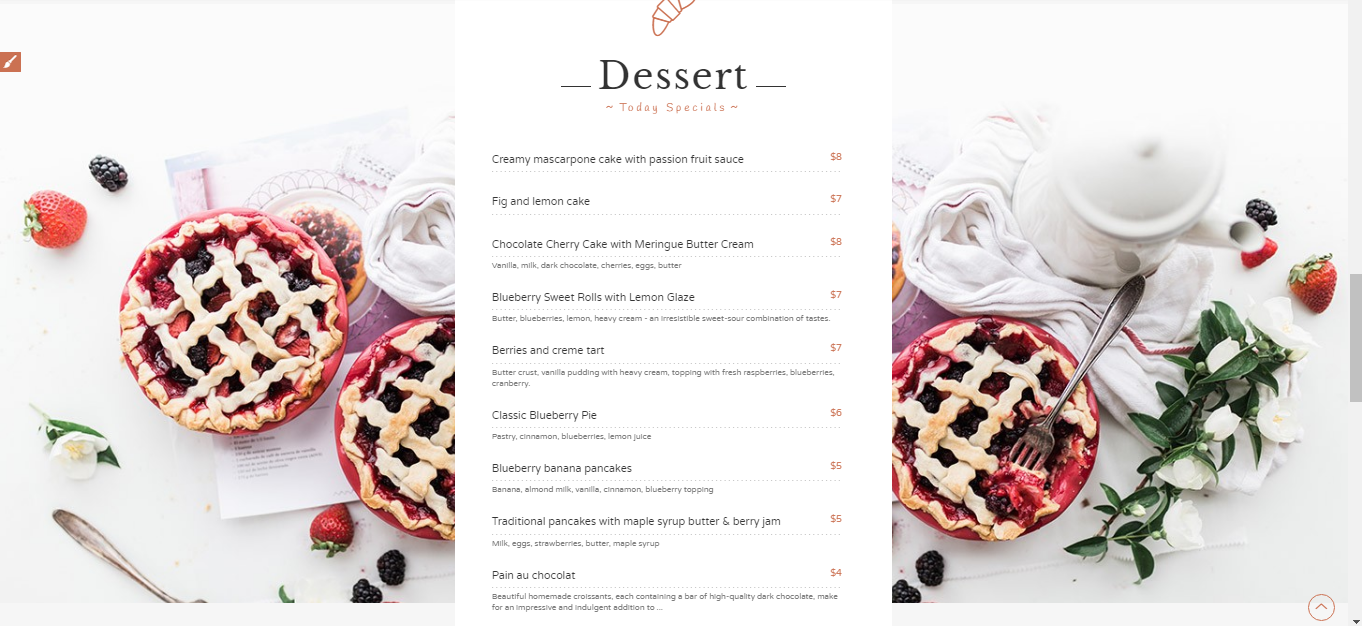 Dessert
~ Today Specials ~
Creamy mascarpone cake with passion fruit sauce $8
Fig and lemon cake $7
Chocolate Cherry Cake with Meringue Butter Cream $8
Vanilla, milk, dark chocolate, cherries, eggs, butter
Blueberry Sweet Rolls with Lemon Glaze $7
Butter, blueberries, lemon, heavy cream - an irresistible sweet-sour combination of tastes.
Berries and creme tart $7
Butter crust, vanilla pudding with heavy cream, topping with fresh raspberries, blueberries,
cranberry.
Classic Blueberry Pie $6
Pastry, cinnamon, blueberries, lemon juice
Blueberry banana pancakes $5
Banana, almond milk, vanilla, cinnamon, blueberry topping
Traditional pancakes with maple syrup butter & berry jam $5
Milk, eggs, strawberries, butter, maple syrup
Pain au chocolat $4
Beautiful homemade croissants, each containing a bar of high-quality dark chocolate, make
for an impressive and indulgent addition to ...